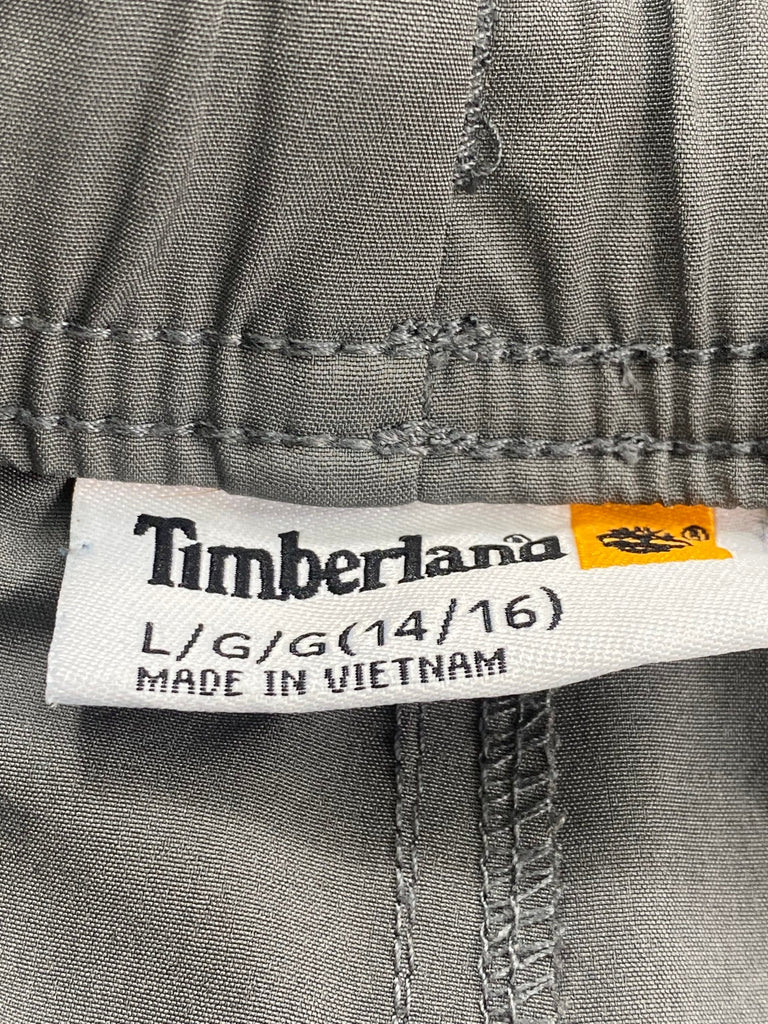 Timberland ®
L/G/G(14/16)
MADE IN VIETNAM